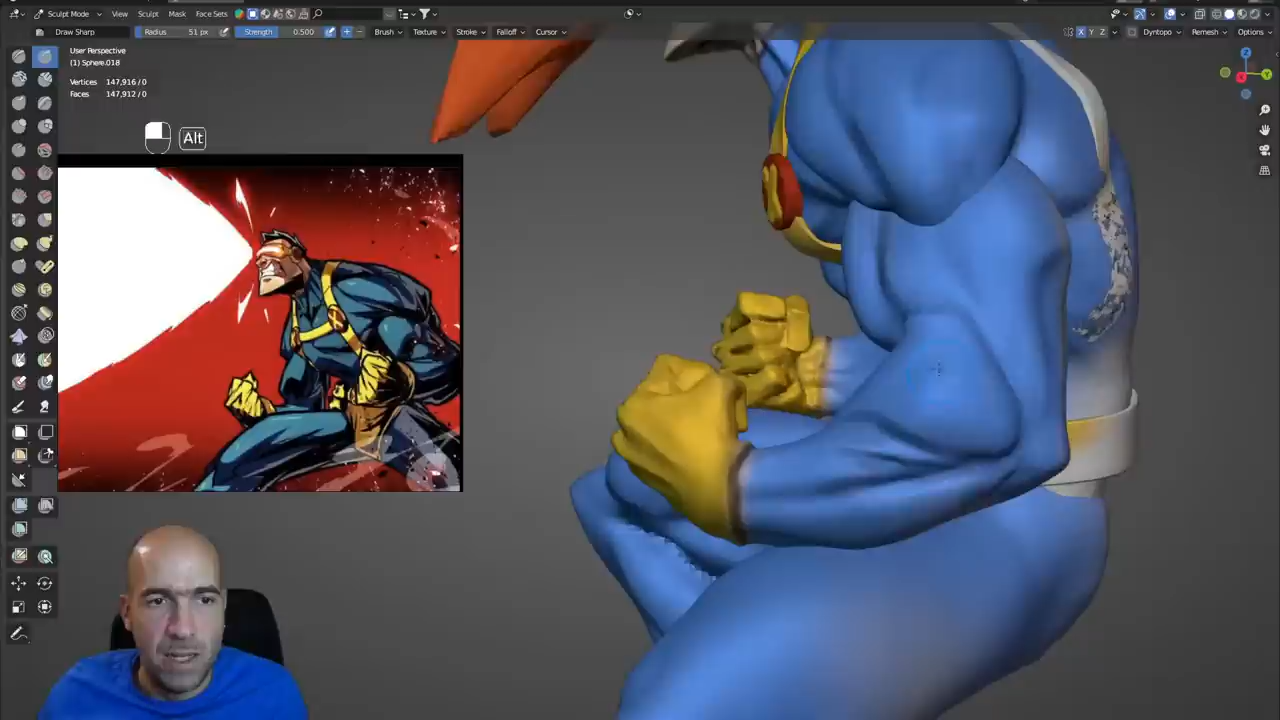 Sculpt Mode View Sculpt Mask Face Sets
Draw Sharp Radius 51 px Strength 0.500 Brush Texture Stroke Falloff Cursor X Y Z Dyntopo Remesh Options
User Perspective
(1) Sphere.018
Vertices 147,916 / 0
Faces 147,912 / 0
Alt
Z
Y
X